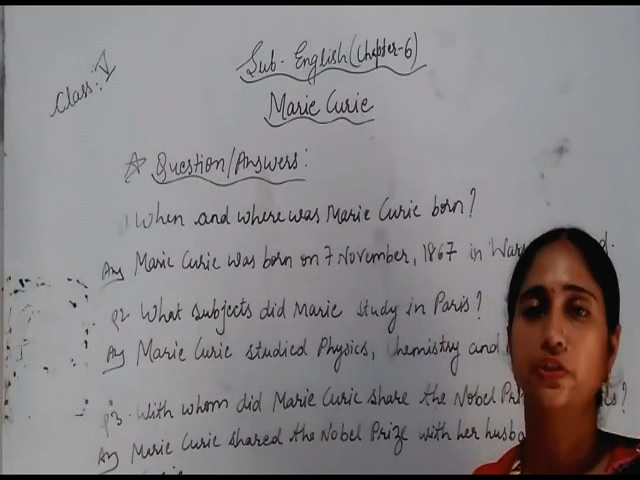 Class: V
Sub- English (Chapter-6)
Marie Curie
Question/Answers:
1. When and where was Marie Curie born?
Ans Marie Curie was born on 7 November, 1867 in
Q2. What subjects did Marie study in Paris?
Ans Marie Curie studied Physics, Chemistry and
Q3. With whom did Marie Curie share the Nobel
Ans Marie Curie shared the Nobel Prize with her